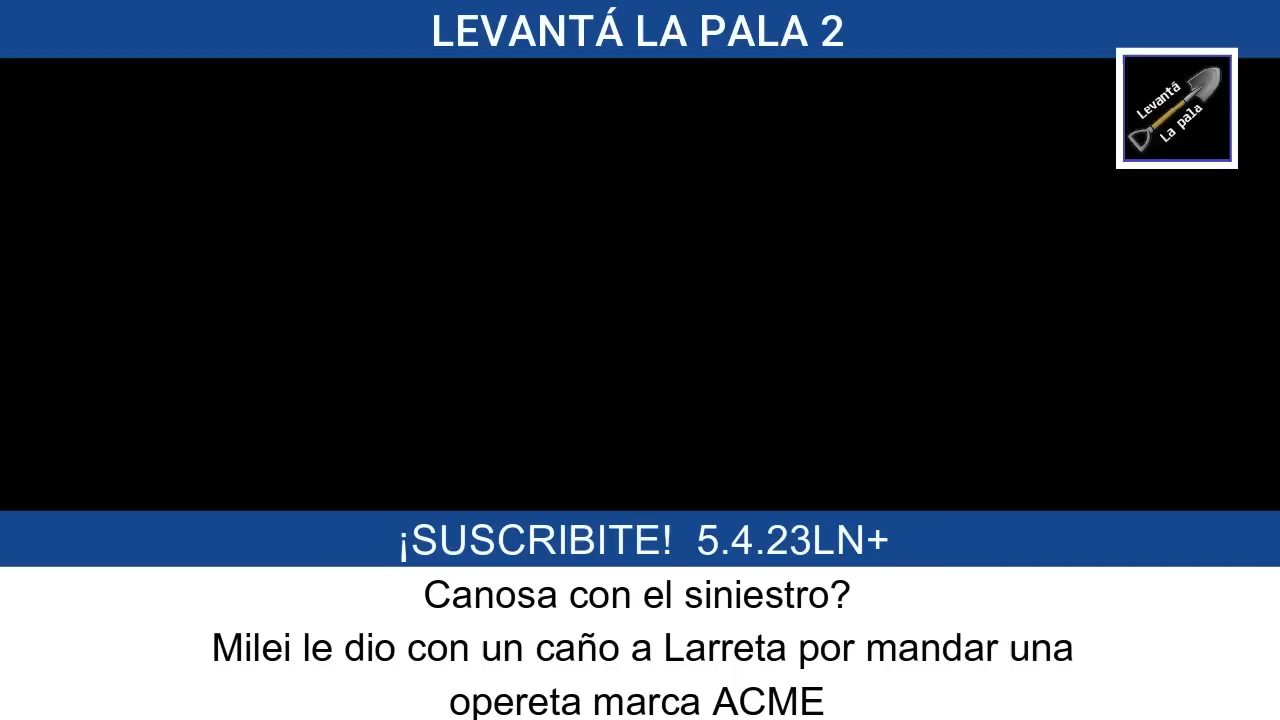 LEVANTÁ LA PALA 2
Levantá
La pala
¡SUSCRIBITE!  5.4.23LN+
Canosa con el siniestro?
Milei le dio con un caño a Larreta por mandar una
opereta marca ACME